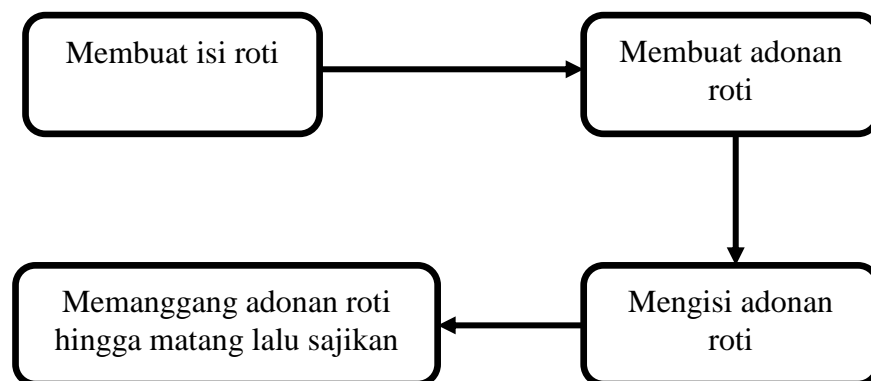 Membuat isi roti
Membuat adonan
roti
Mengisi adonan
roti
Memanggang adonan roti
hingga matang lalu sajikan